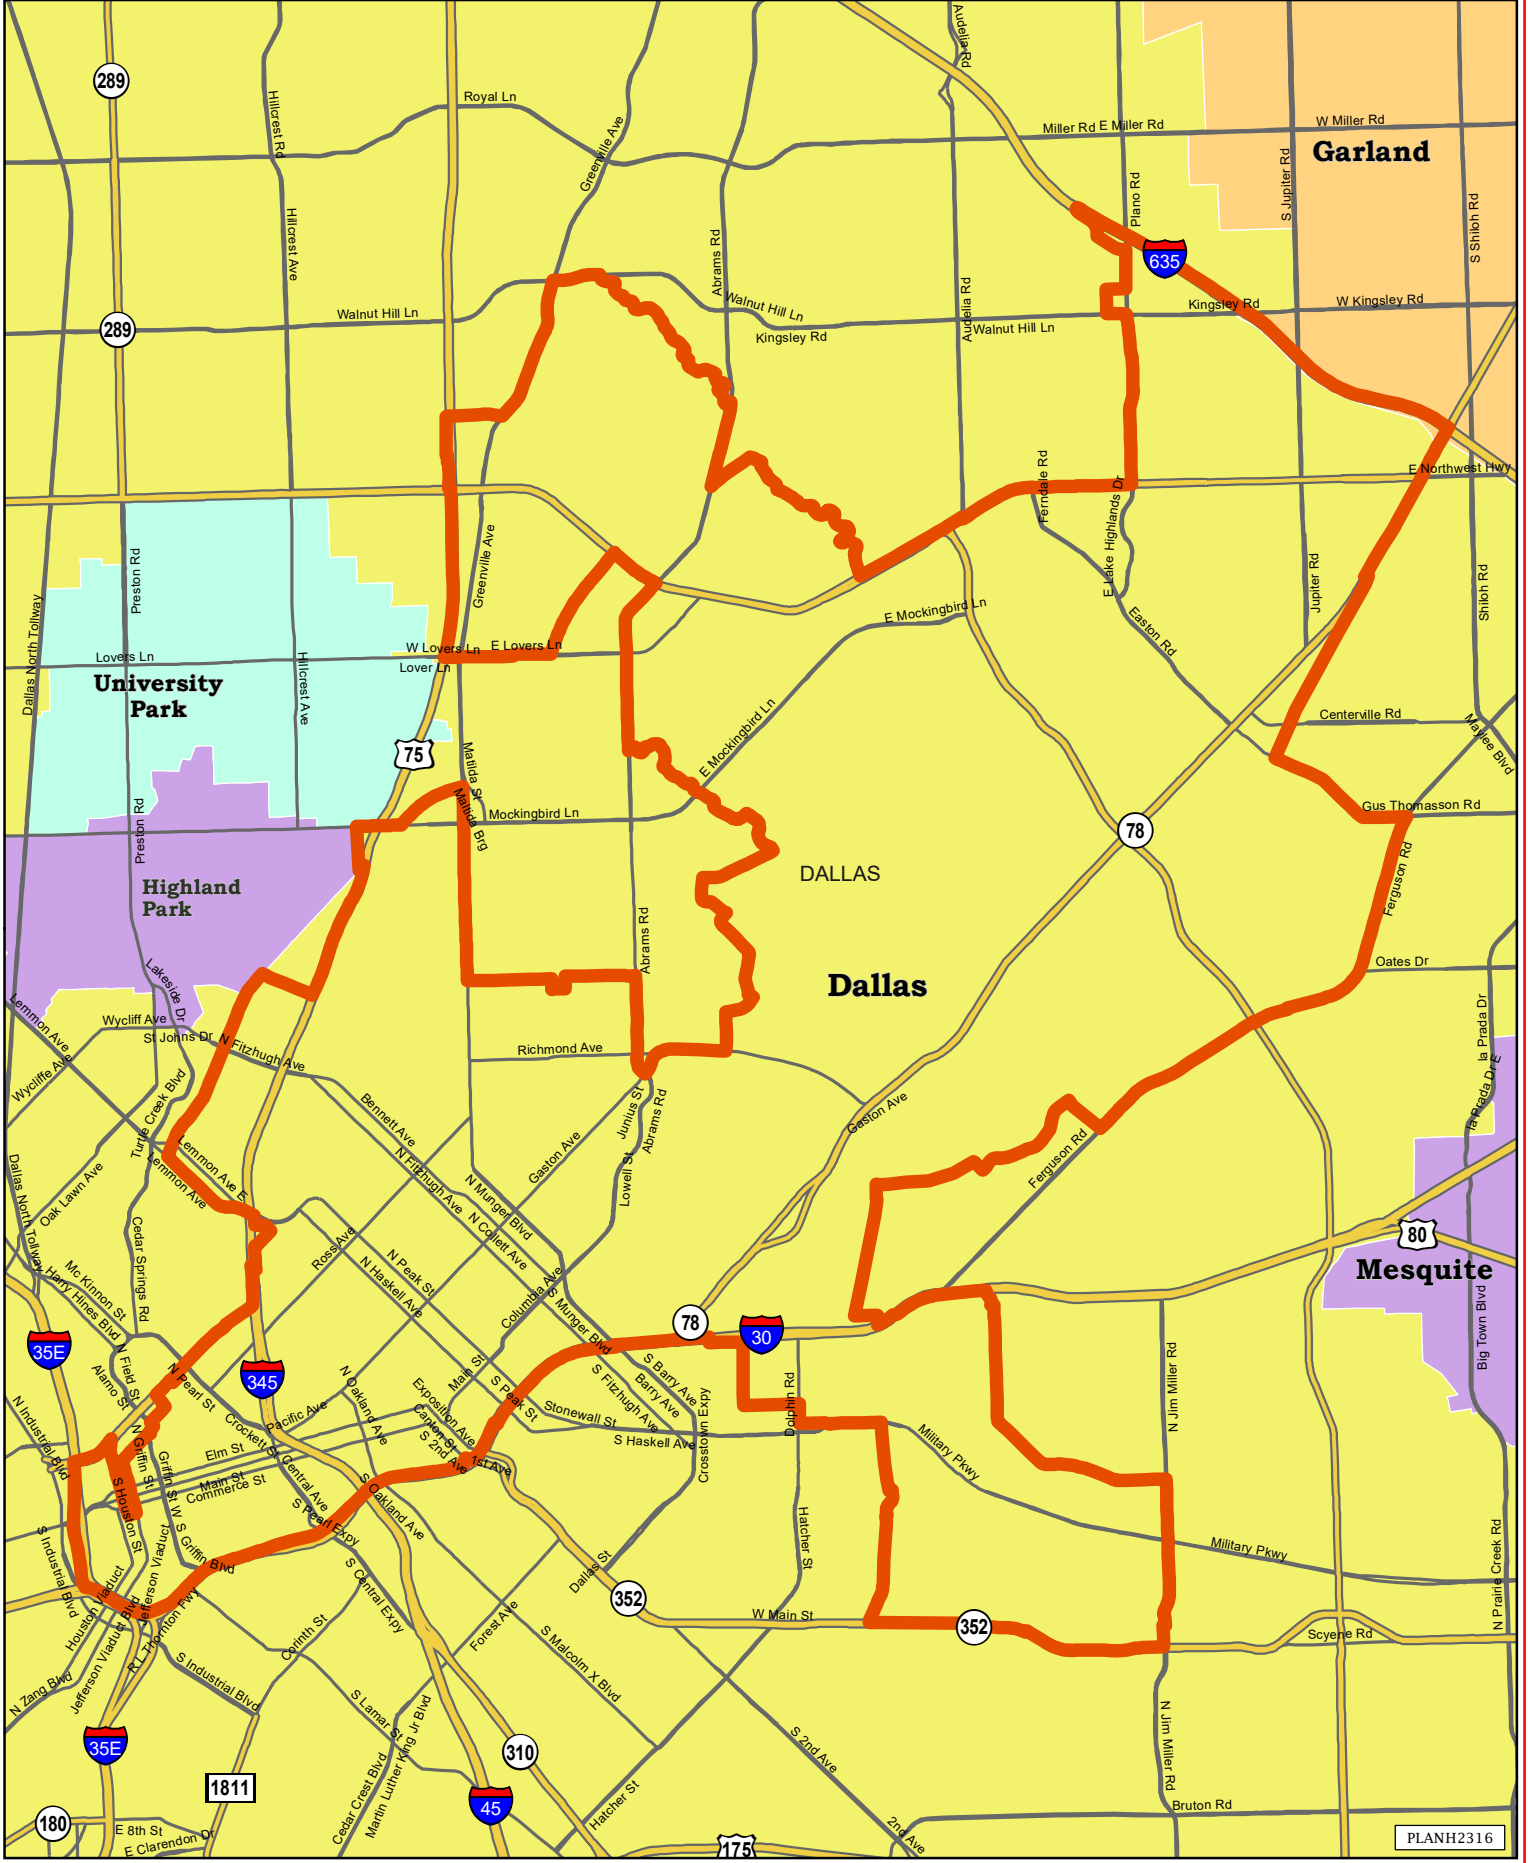 Audelia Rd
289
Hillcrest Rd
Royal Ln
Greenville Ave
Miller Rd
E Miller Rd
W Miller Rd
Garland
S Jupiter Rd
Plano Rd
S Shiloh Rd
Hillcrest Ave
Abrams Rd
635
Audelia Rd
Walnut Hill Ln
289
Walnut Hill Ln
Kingsley Rd
Walnut Hill Ln
Kingsley Rd
W Kingsley Rd
E Northwest Hwy
Ferndale Rd
E Lake Highlands Dr
Preston Rd
Greenville Ave
Jupiter Rd
Shiloh Rd
Dallas North Tollway
E Mockingbird Ln
Easton Rd
W Lovers Ln
E Lovers Ln
Lovers Ln
Lover Ln
University
Park
Hillcrest Ave
75
Matilda St
E Mockingbird Ln
Centerville Rd
Maylee Blvd
Matilda Brg
Mockingbird Ln
Gus Thomasson Rd
78
Preston Rd
DALLAS
Highland
Park
Ferguson Rd
Abrams Rd
Oates Dr
Dallas
Lakeside Dr
Lemmon Ave
Wycliff Ave
St Johns Dr
N Fitzhugh Ave
Richmond Ave
la Prada Dr
la Prada Dr E
Wycliffe Ave
Turtle Creek Blvd
Bennett Ave
Junius St
Abrams Rd
Gaston Ave
Ferguson Rd
Lemmon Ave E
Lemmon Ave
Gaston Ave
N Fitzhugh Ave
N Munger Blvd
Lowell St
Oak Lawn Ave
Dallas North Tollway
Cedar Springs Rd
N Collett Ave
Ross Ave
N Peak St
N Haskell Ave
80
Mesquite
Mc Kinnon St
Harry Hines Blvd
Columbia Ave
S Munger Blvd
78
30
35E
345
N Field St
Alamo St
N Pearl St
N Oakland Ave
Main St
S Barry Ave
Barry Ave
S Fitzhugh Ave
Big Town Blvd
N Jim Miller Rd
Dolphin Rd
Exposition Ave
Canton St
S 2nd Ave
S Peak St
Stonewall St
S Haskell Ave
Crosstown Expy
Military Pkwy
N Industrial Blvd
N Griffin St
Crockett St
Pacific Ave
Elm St
Main St
Commerce St
1st Ave
Central Ave
S Oakland Ave
S Pearl Expy
S Houston St
Griffin St W
S Griffin Blvd
Hatcher St
Military Pkwy
N Prairie Creek Rd
S Industrial Blvd
Houston Viaduct
Jefferson Viaduct
Jefferson Viaduct Blvd
R L Thornton Fwy
S Central Expy
Dallas St
352
W Main St
352
Scyene Rd
Corinth St
Forest Ave
S Malcolm X Blvd
N Zang Blvd
S Industrial Blvd
S Lamar St
35E
310
Martin Luther King Jr Blvd
Cedar Crest Blvd
S 2nd Ave
N Jim Miller Rd
1811
45
Hatcher St
Bruton Rd
180
E 8th St
E Clarendon Dr
175
2nd Ave
PLANH2316